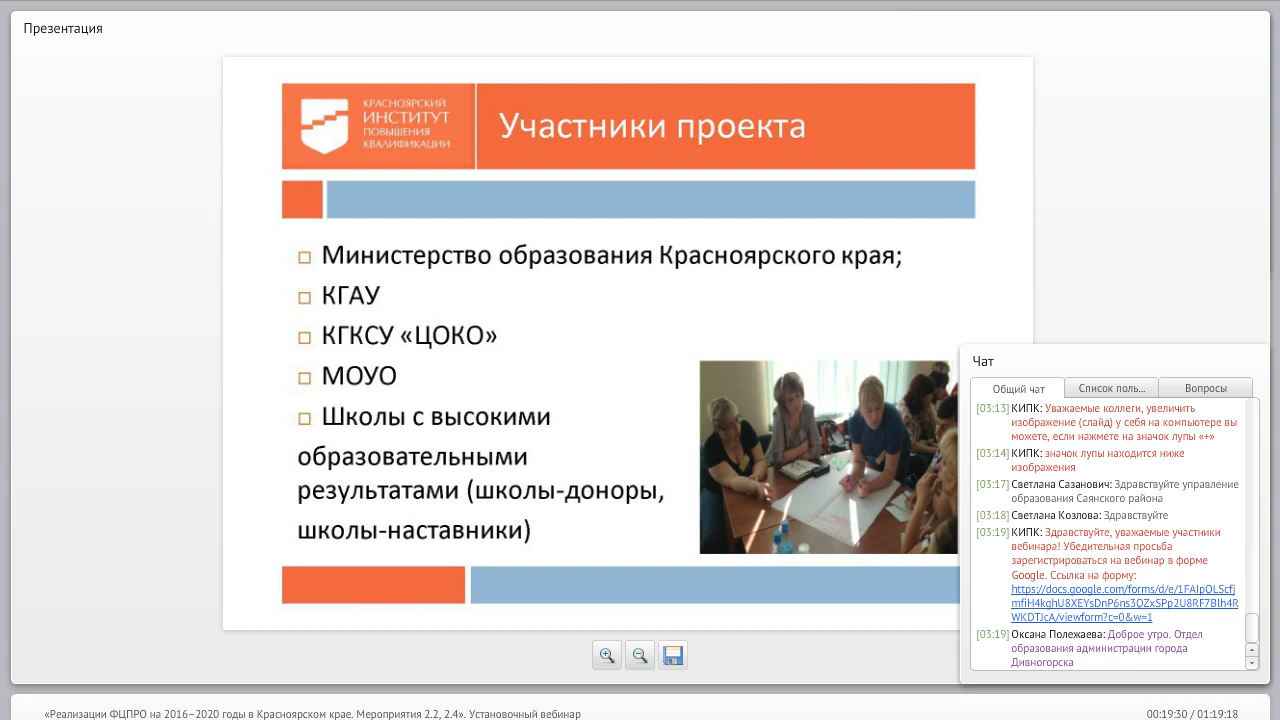 Презентация
КРАСНОЯРСКИЙ
ИНСТИТУТ
ПОВЫШЕНИЯ
КВАЛИФИКАЦИИ
Участники проекта
Министерство образования Красноярского края;
КГАУ
КГКСУ «ЦОКО»
МОУО
Школы с высокими
образовательными
результатами (школы-доноры,
школы-наставники)
Чат
Общий чат
Список поль...
Вопросы
[03:13] КИПК: Уважаемые коллеги, увеличить
изображение (слайд) у себя на компьютере вы
можете, если нажмете на значок лупы «+»
[03:14] КИПК: значок лупы находится ниже
изображения
[03:17] Светлана Сазанович: Здравствуйте управление
образования Саянского района
[03:18] Светлана Козлова: Здравствуйте
[03:19] КИПК: Здравствуйте, уважаемые участники
вебинара! Убедительная просьба
зарегистрироваться на вебинар в форме
Google. Ссылка на форму:
https://docs.google.com/forms/d/e/1FAIpQLScfj
mfiH4kghU8XEYsDnP6ns3OZxSPp2U8RF7Blh4R
WKDTJcA/viewform?c=0&w=1
[03:19] Оксана Полежаева: Доброе утро. Отдел
образования администрации города
Дивногорска
«Реализации ФЦПРО на 2016–2020 годы в Красноярском крае. Мероприятия 2.2, 2.4». Установочный вебинар
00:19:30 / 01:19:18